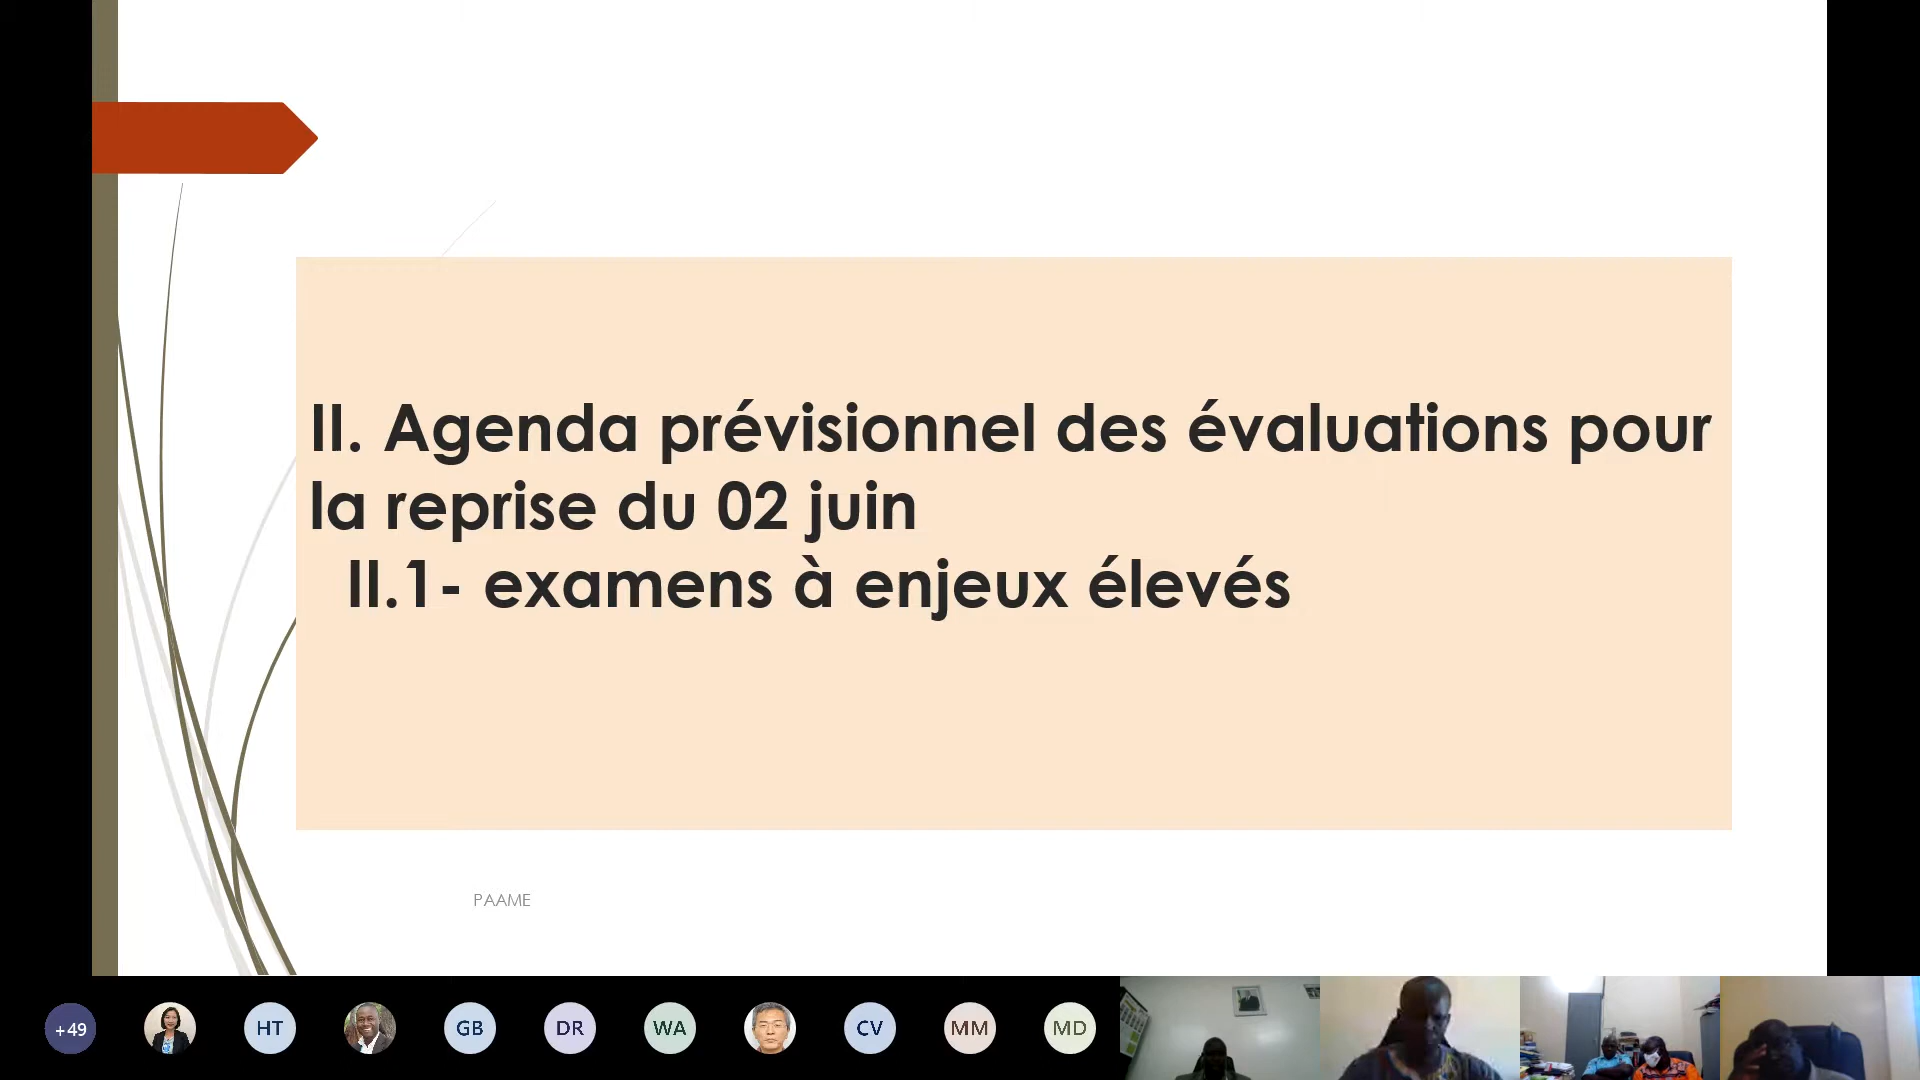 II. Agenda prévisionnel des évaluations pour
la reprise du 02 juin
II.1- examens à enjeux élevés
PAAME
+49
HT
GB
DR
WA
CV
MM
MD